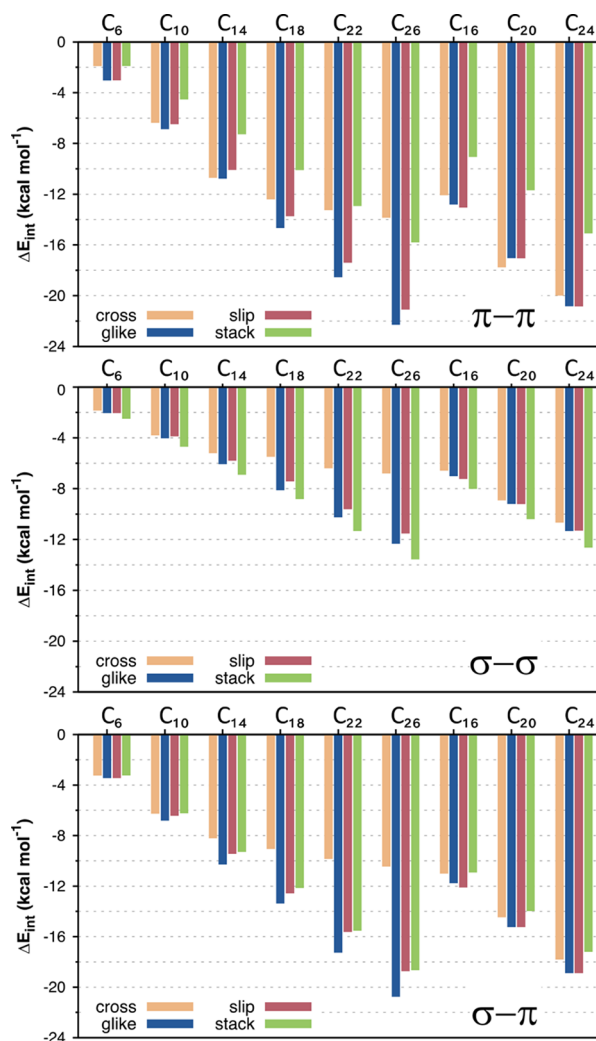 C₆ C₁₀ C₁₄ C₁₈ C₂₂ C₂₆ C₁₆ C₂₀ C₂₄
0
-4
-8
-12
-16
-20
-24
ΔE_int (kcal mol⁻¹)
cross slip
glike stack
π−π
C₆ C₁₀ C₁₄ C₁₈ C₂₂ C₂₆ C₁₆ C₂₀ C₂₄
0
-4
-8
-12
-16
-20
-24
ΔE_int (kcal mol⁻¹)
cross slip
glike stack
σ−σ
C₆ C₁₀ C₁₄ C₁₈ C₂₂ C₂₆ C₁₆ C₂₀ C₂₄
0
-4
-8
-12
-16
-20
-24
ΔE_int (kcal mol⁻¹)
cross slip
glike stack
σ−π